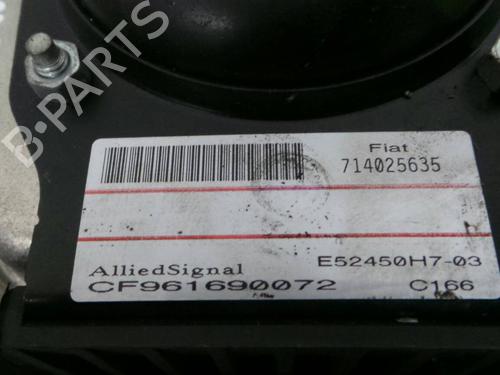 B-PARTS
Fiat
714025635
AlliedSignal E52450H7-03
CF961690072 C166